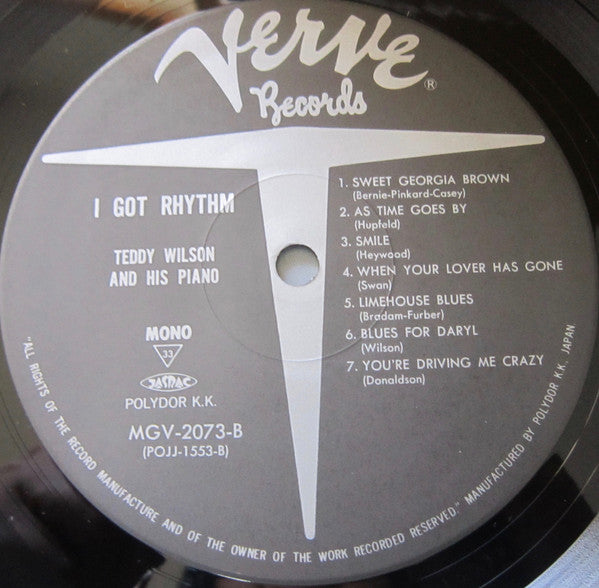 Verve
Records
®
I GOT RHYTHM
TEDDY WILSON
AND HIS PIANO
MONO
33
JASRAC
POLYDOR K.K.
MGV-2073-B
(POJJ-1553-B)
1. SWEET GEORGIA BROWN
(Bernie-Pinkard-Casey)
2. AS TIME GOES BY
(Hupfeld)
3. SMILE
(Heywood)
4. WHEN YOUR LOVER HAS GONE
(Swan)
5. LIMEHOUSE BLUES
(Bradam-Furber)
6. BLUES FOR DARYL
(Wilson)
7. YOU'RE DRIVING ME CRAZY
(Donaldson)
"ALL RIGHTS OF THE RECORD MANUFACTURE AND OF THE OWNER OF THE WORK RECORDED RESERVED." MANUFACTURED BY POLYDOR K.K. JAPAN